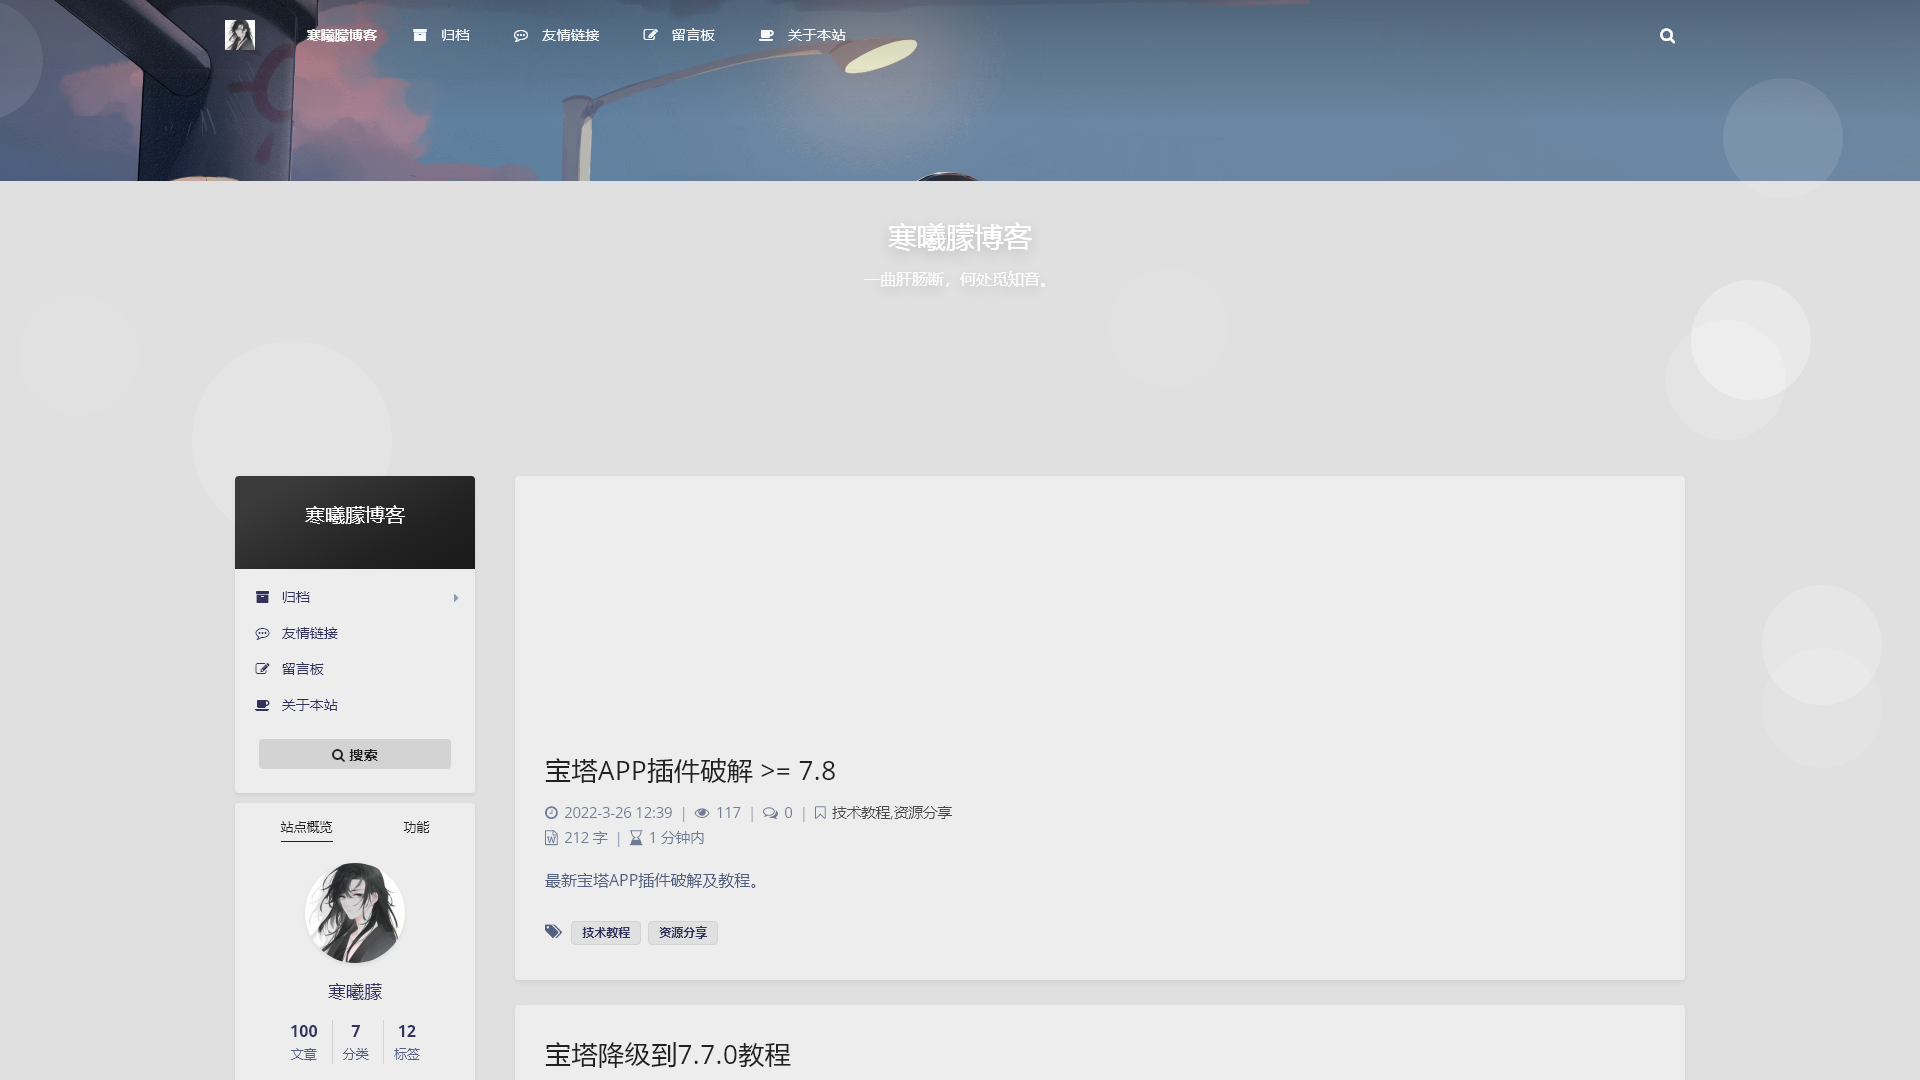 寒曦朦博客 归档 友情链接 留言板 关于本站
寒曦朦博客
一曲肝肠断，何处觅知音。
寒曦朦博客
归档
友情链接
留言板
关于本站
搜索
站点概览 功能
寒曦朦
100 7 12
文章 分类 标签
宝塔APP插件破解 >= 7.8
2022-3-26 12:39 | 117 | 0 | 技术教程,资源分享
212 字 | 1 分钟内
最新宝塔APP插件破解及教程。
技术教程 资源分享
宝塔降级到7.7.0教程